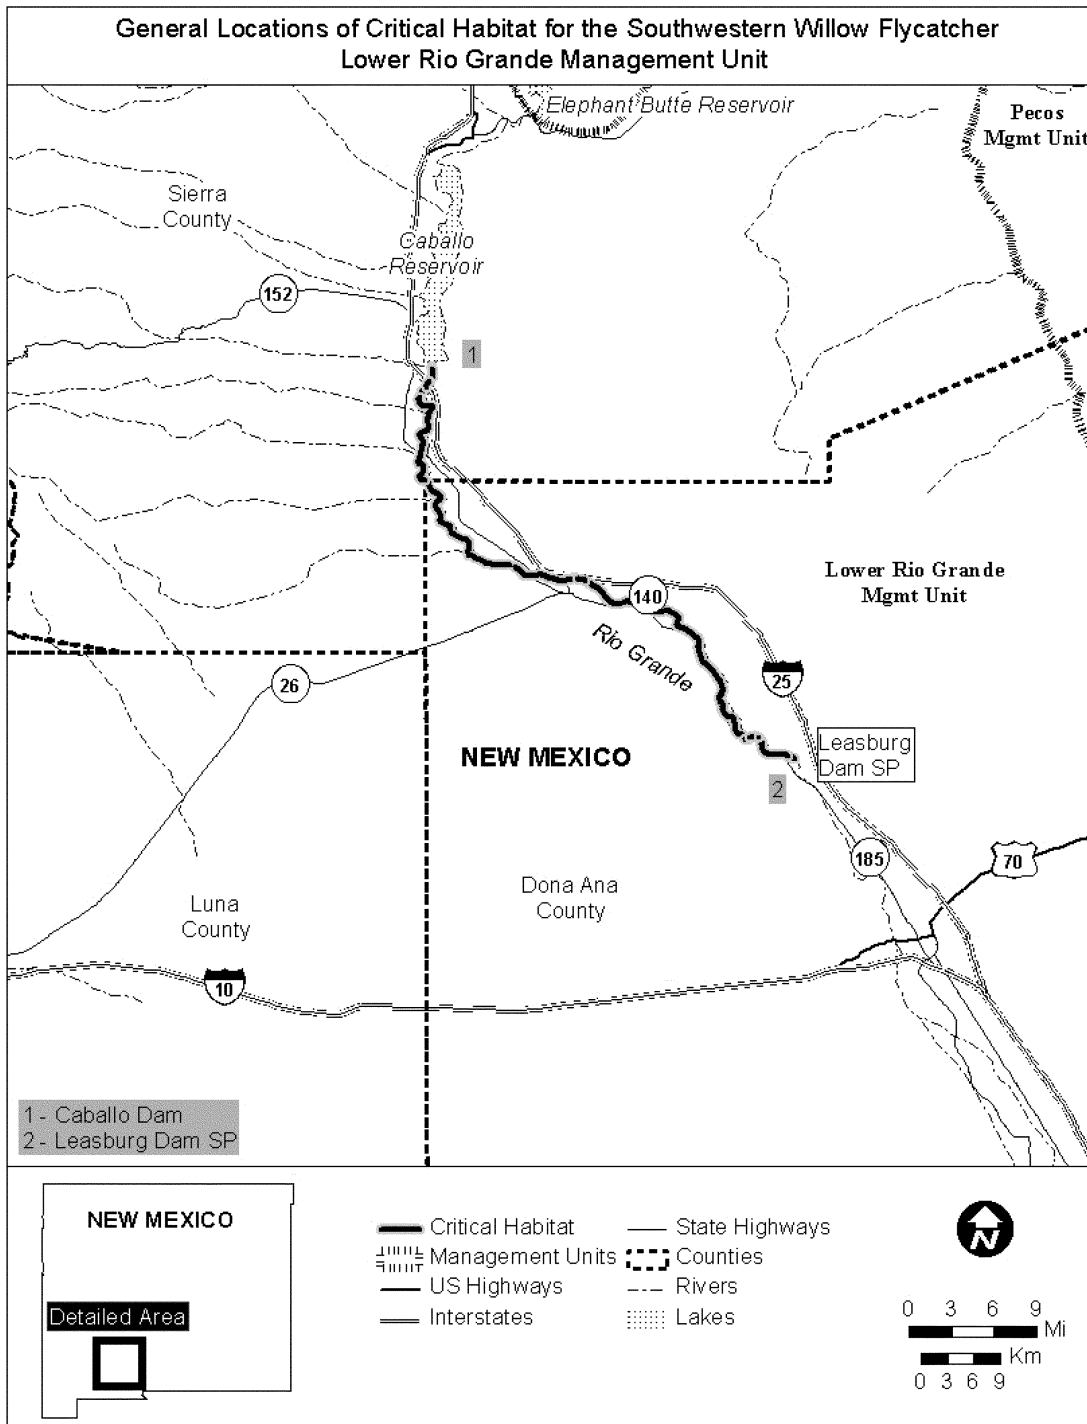 General Locations of Critical Habitat for the Southwestern Willow Flycatcher
Lower Rio Grande Management Unit
Elephant Butte Reservoir
Pecos
Mgmt Unit
Sierra
County
Caballo
Reservoir
152
1
Lower Rio Grande
Mgmt Unit
140
Rio Grande
26
25
NEW MEXICO
Leasburg
Dam SP
2
185
70
Dona Ana
County
Luna
County
10
1 - Caballo Dam
2 - Leasburg Dam SP
NEW MEXICO
Detailed Area
Critical Habitat
Management Units
US Highways
Interstates
State Highways
Counties
Rivers
Lakes
N
0 3 6 9
Mi
Km
0 3 6 9